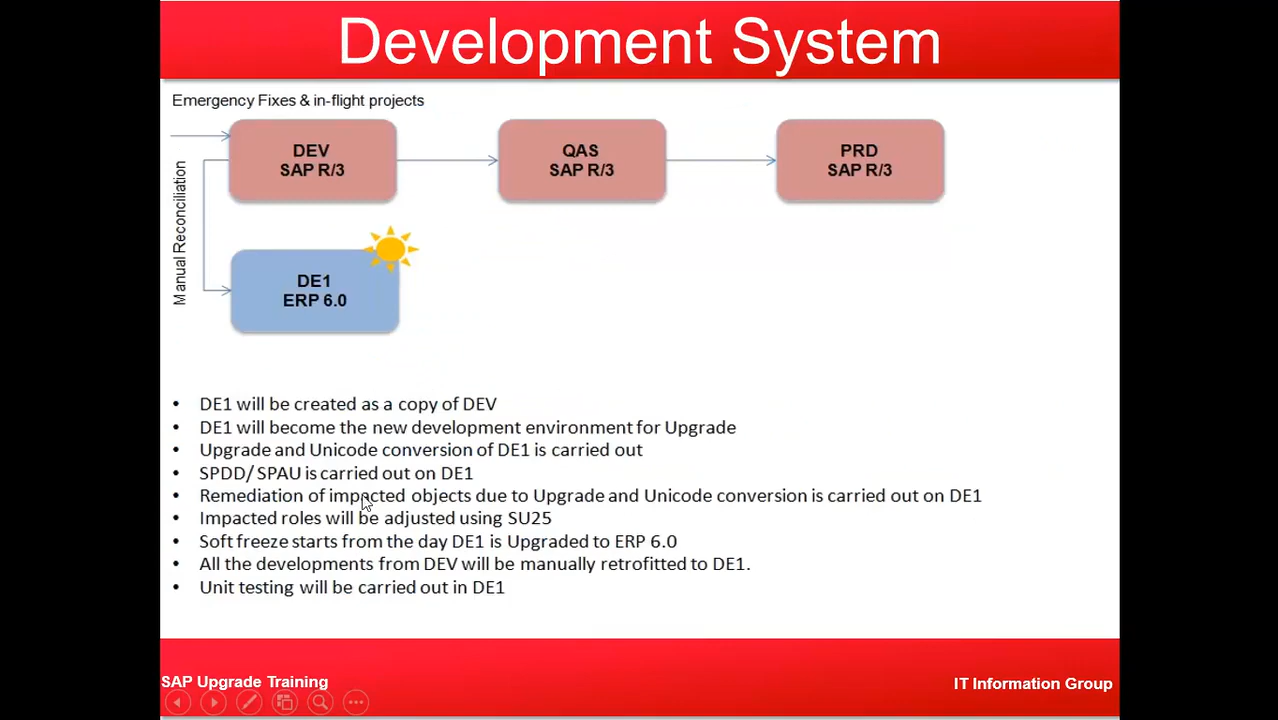 Development System
Emergency Fixes & in-flight projects
DEV
SAP R/3
QAS
SAP R/3
PRD
SAP R/3
Manual Reconciliation
DE1
ERP 6.0
• DE1 will be created as a copy of DEV
• DE1 will become the new development environment for Upgrade
• Upgrade and Unicode conversion of DE1 is carried out
• SPDD/ SPAU is carried out on DE1
• Remediation of impacted objects due to Upgrade and Unicode conversion is carried out on DE1
• Impacted roles will be adjusted using SU25
• Soft freeze starts from the day DE1 is Upgraded to ERP 6.0
• All the developments from DEV will be manually retrofitted to DE1.
• Unit testing will be carried out in DE1
SAP Upgrade Training
IT Information Group